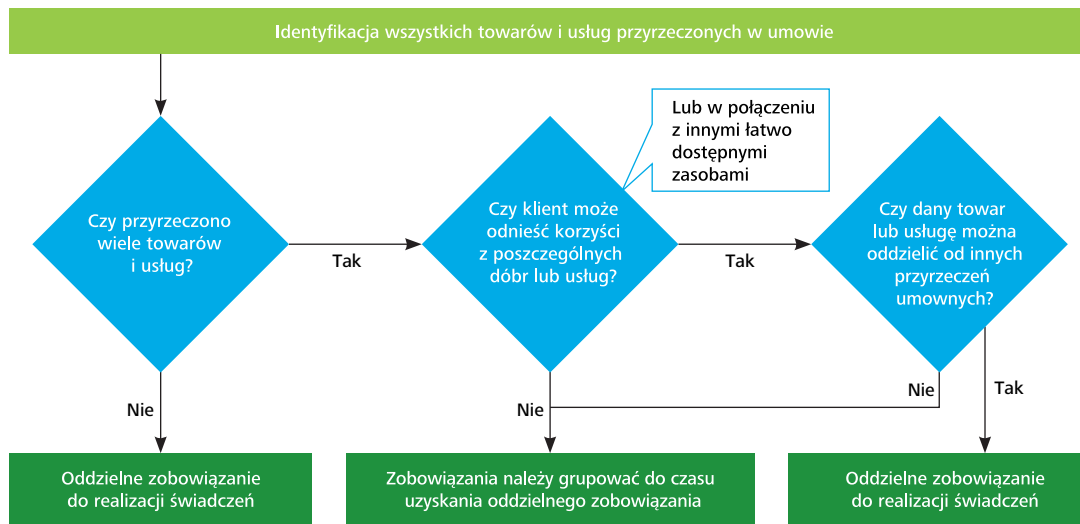 Identyfikacja wszystkich towarów i usług przyrzeczonych w umowie
Lub w połączeniu
z innymi łatwo
dostępnymi
zasobami
Czy przyrzeczono
wiele towarów
i usług?
Tak
Czy klient może
odnieść korzyści
z poszczególnych
dóbr lub usług?
Tak
Czy dany towar
lub usługę można
oddzielić od innych
przyrzeczeń
umownych?
Nie
Nie
Nie
Tak
Oddzielne zobowiązanie
do realizacji świadczeń
Zobowiązania należy grupować do czasu
uzyskania oddzielnego zobowiązania
Oddzielne zobowiązanie
do realizacji świadczeń